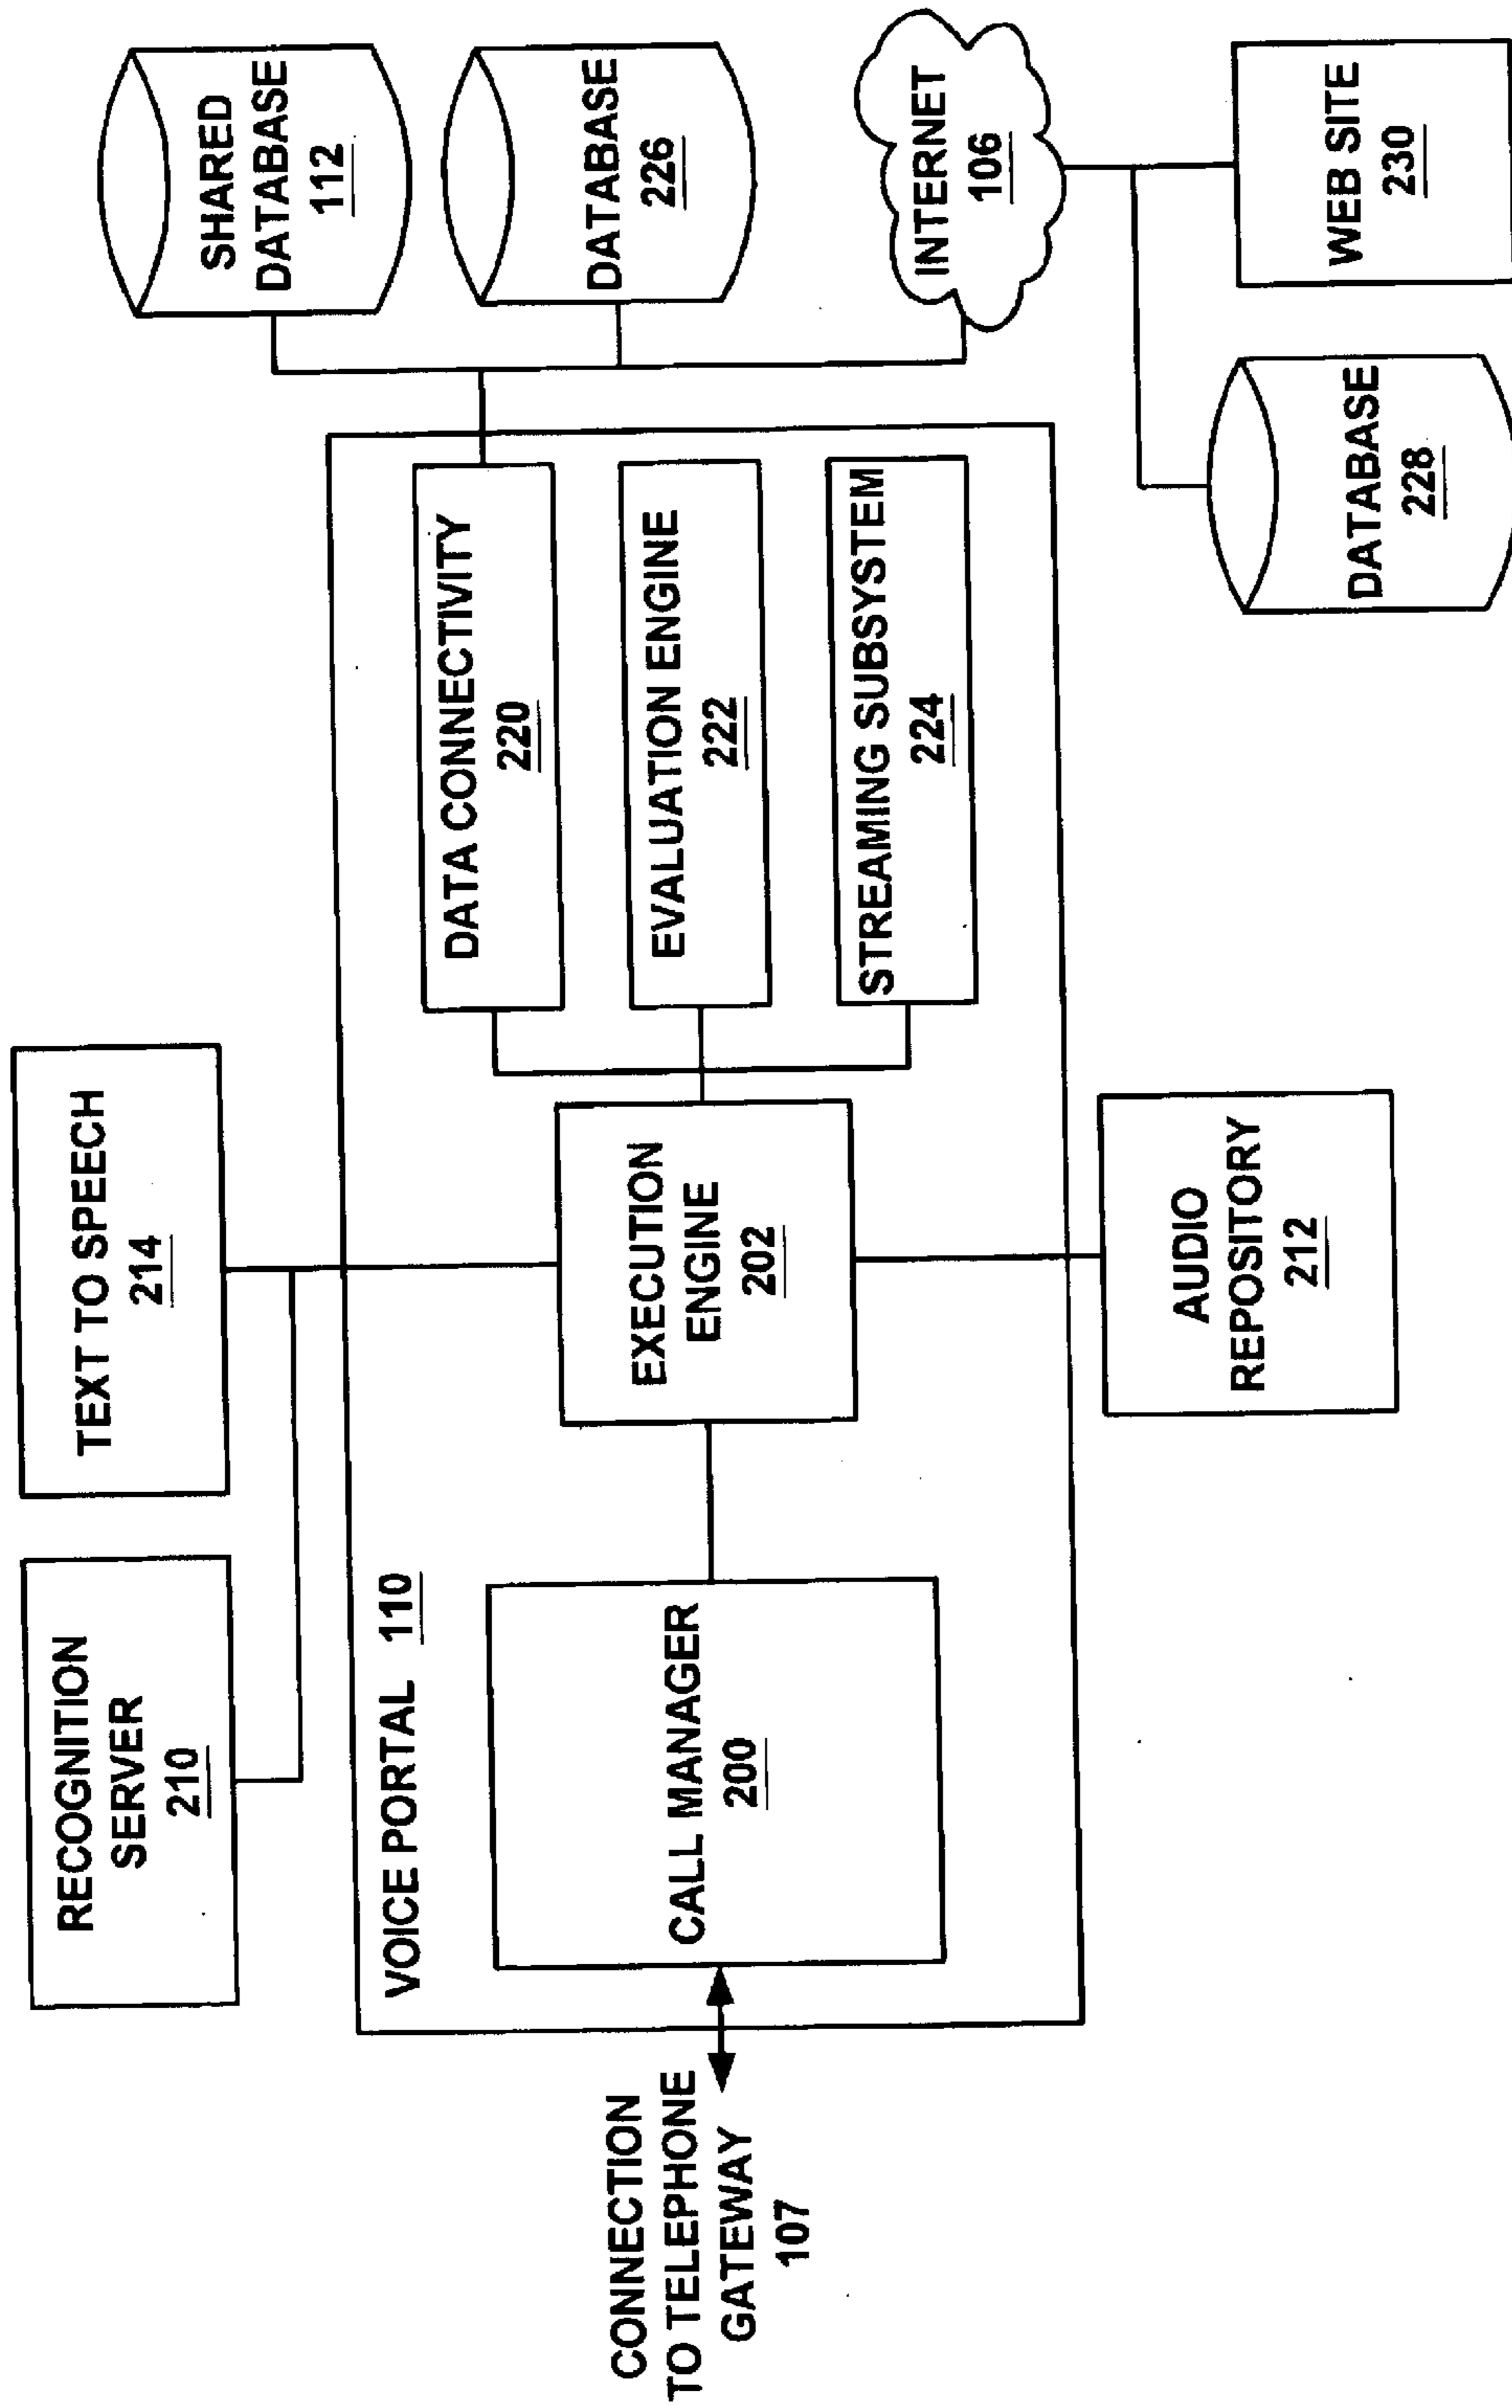 RECOGNITION
SERVER
210
TEXT TO SPEECH
214
SHARED
DATABASE
112
VOICE PORTAL 110
DATA CONNECTIVITY
220
DATABASE
226
CONNECTION
TO TELEPHONE
GATEWAY
107
CALL MANAGER
200
EXECUTION
ENGINE
202
EVALUATION ENGINE
222
STREAMING SUBSYSTEM
224
INTERNET
106
AUDIO
REPOSITORY
212
DATABASE
228
WEB SITE
230